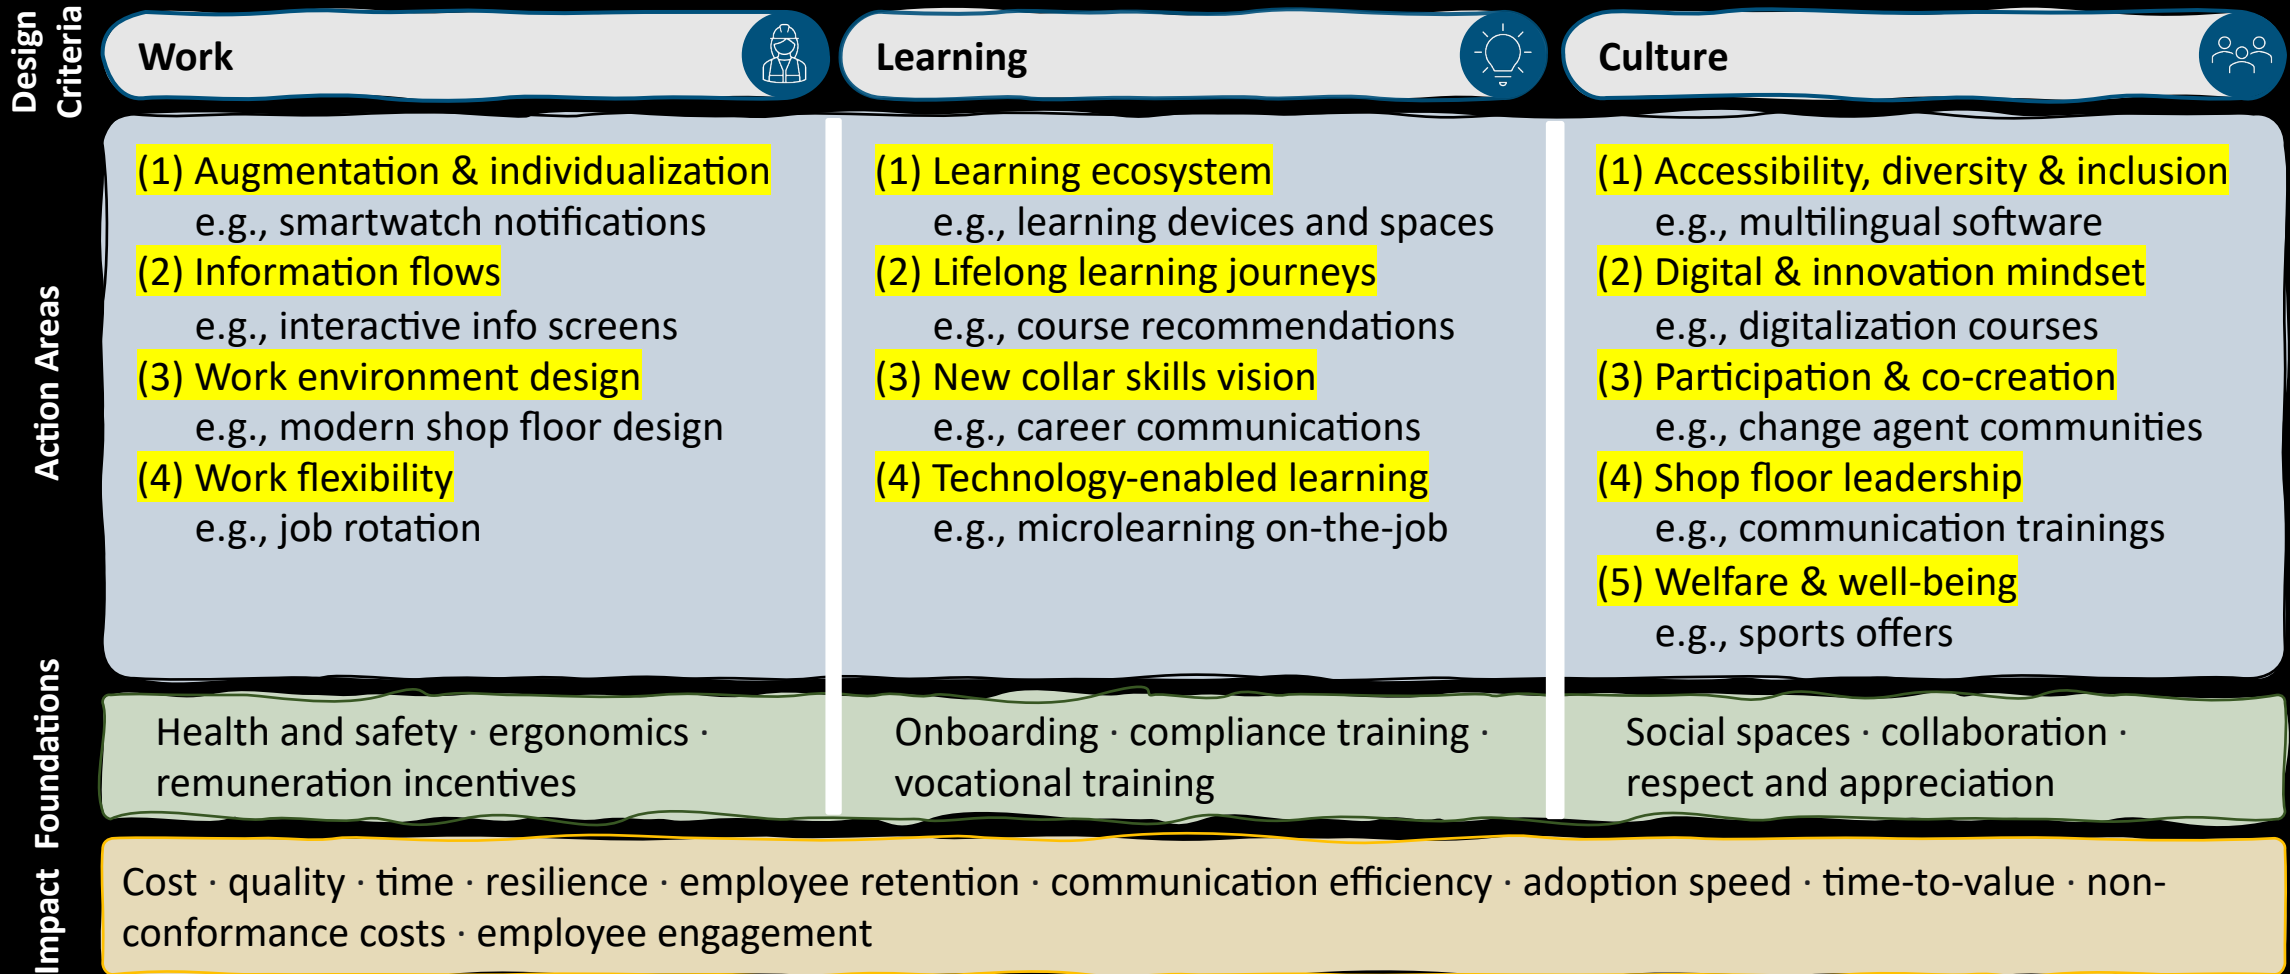 Design
Criteria
Work
Learning
Culture
Action Areas
(1) Augmentation & individualization
e.g., smartwatch notifications
(2) Information flows
e.g., interactive info screens
(3) Work environment design
e.g., modern shop floor design
(4) Work flexibility
e.g., job rotation
(1) Learning ecosystem
e.g., learning devices and spaces
(2) Lifelong learning journeys
e.g., course recommendations
(3) New collar skills vision
e.g., career communications
(4) Technology-enabled learning
e.g., microlearning on-the-job
(1) Accessibility, diversity & inclusion
e.g., multilingual software
(2) Digital & innovation mindset
e.g., digitalization courses
(3) Participation & co-creation
e.g., change agent communities
(4) Shop floor leadership
e.g., communication trainings
(5) Welfare & well-being
e.g., sports offers
Foundations
Health and safety · ergonomics ·
remuneration incentives
Onboarding · compliance training ·
vocational training
Social spaces · collaboration ·
respect and appreciation
Impact
Cost · quality · time · resilience · employee retention · communication efficiency · adoption speed · time-to-value · non-
conformance costs · employee engagement